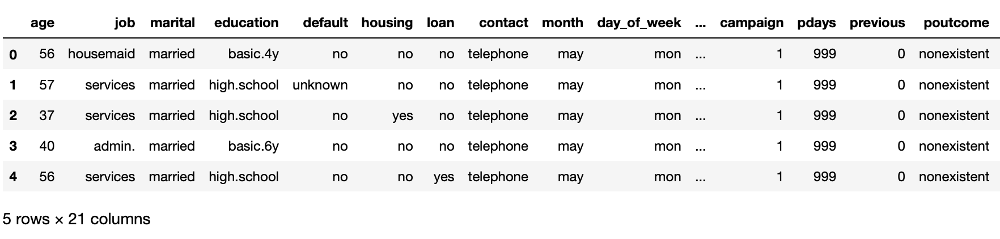 age job marital education default housing loan contact month day_of_week ... campaign pdays previous poutcome
0 56 housemaid married basic.4y no no no telephone may mon ... 1 999 0 nonexistent
1 57 services married high.school unknown no no telephone may mon ... 1 999 0 nonexistent
2 37 services married high.school no yes no telephone may mon ... 1 999 0 nonexistent
3 40 admin. married basic.6y no no no telephone may mon ... 1 999 0 nonexistent
4 56 services married high.school no no yes telephone may mon ... 1 999 0 nonexistent
5 rows × 21 columns